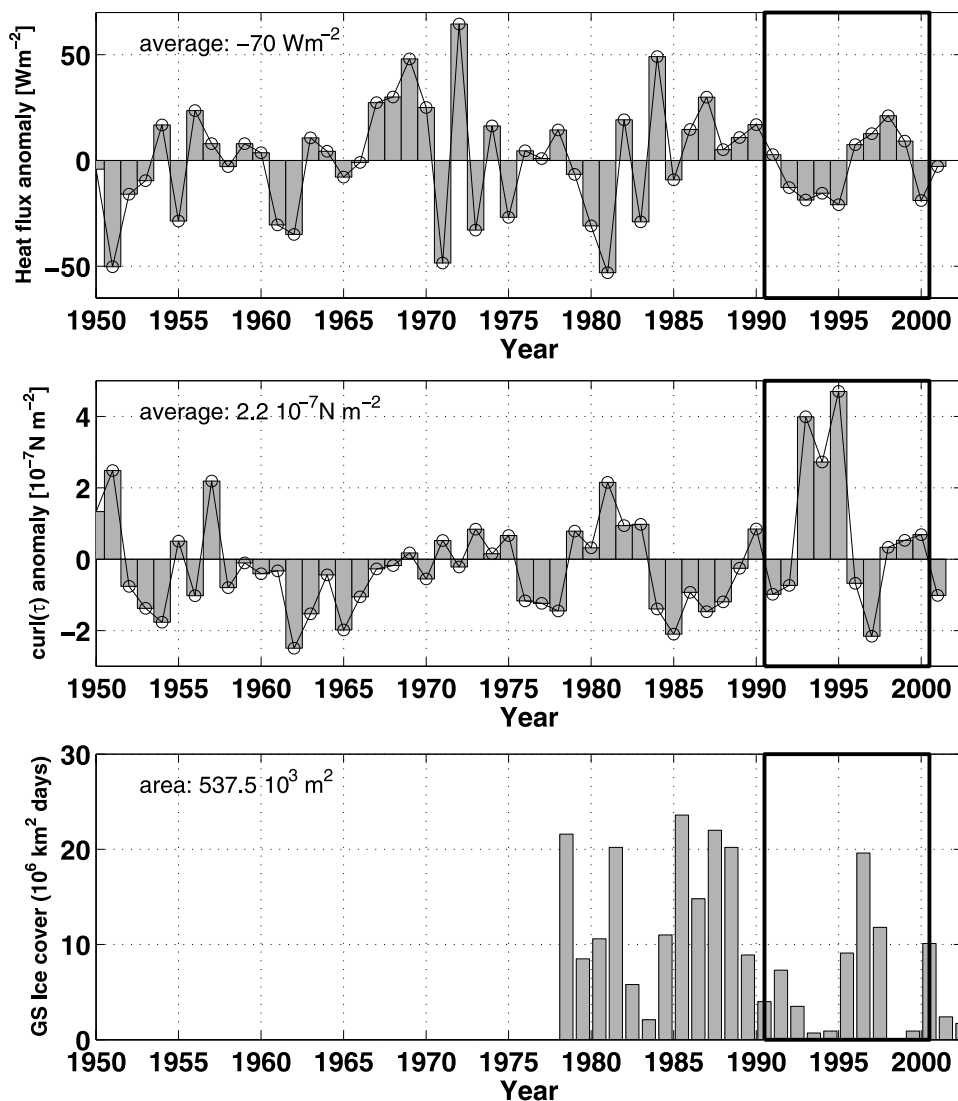 Heat flux anomaly [Wm⁻²]
average: −70 Wm⁻²
50
0
−50
1950 1955 1960 1965 1970 1975 1980 1985 1990 1995 2000
Year
curl(τ) anomaly [10⁻⁷N m⁻²]
average: 2.2 10⁻⁷N m⁻²
4
2
0
−2
1950 1955 1960 1965 1970 1975 1980 1985 1990 1995 2000
Year
GS Ice cover (10⁶ km² days)
30
area: 537.5 10³ m²
20
10
0
1950 1955 1960 1965 1970 1975 1980 1985 1990 1995 2000
Year